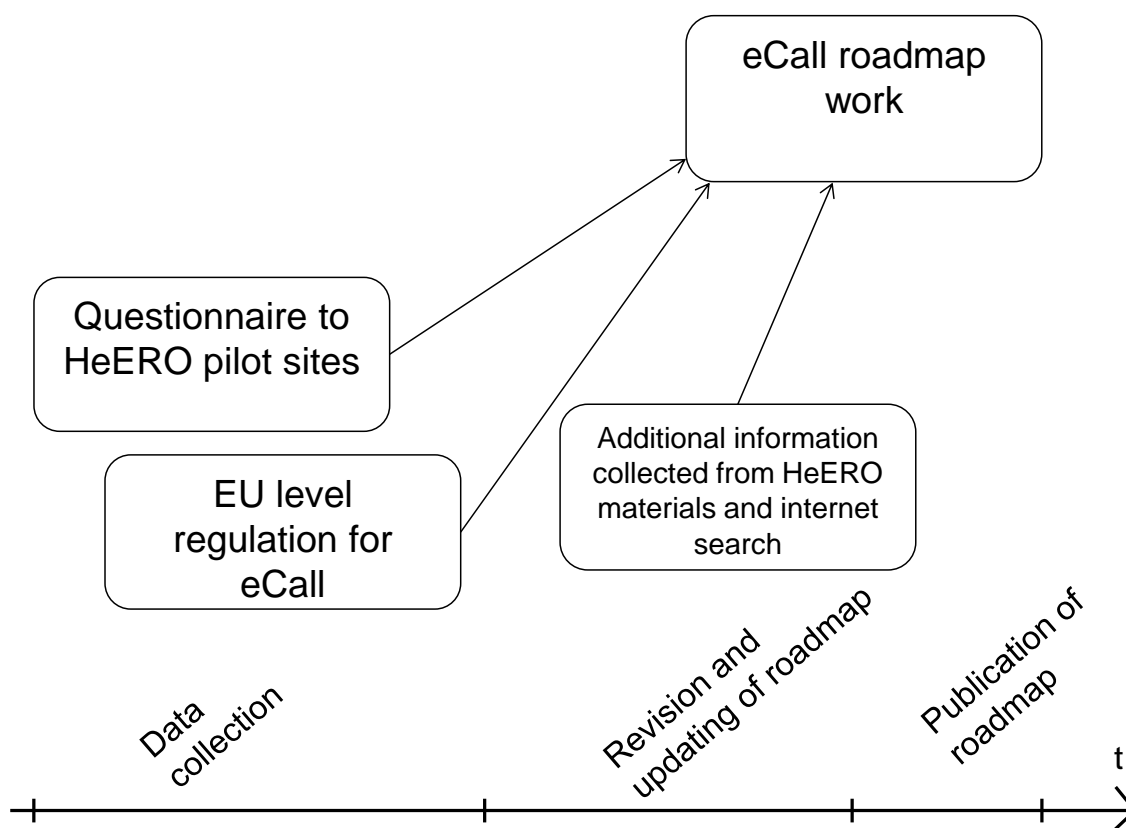 eCall roadmap
work
Questionnaire to
HeERO pilot sites
EU level
regulation for
eCall
Additional information
collected from HeERO
materials and internet
search
Data
collection
Revision and
updating of roadmap
Publication of
roadmap
t